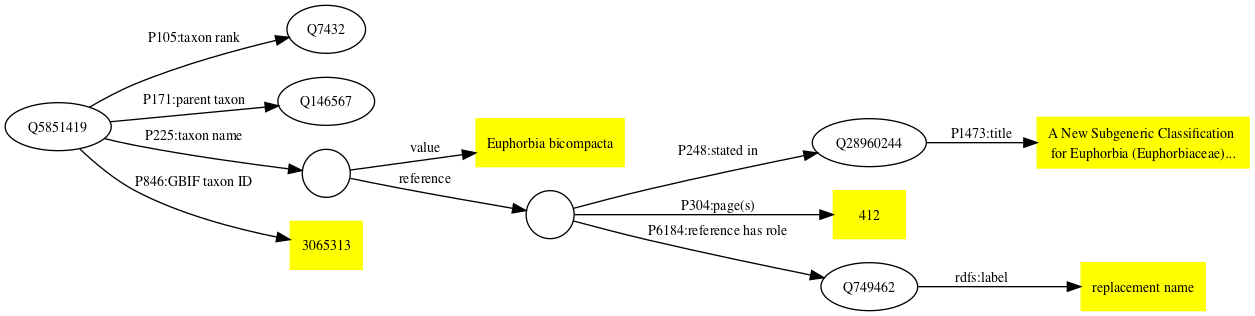 P105:taxon rank
Q7432
P171:parent taxon
Q146567
Q5851419
P225:taxon name
P846:GBIF taxon ID
3065313
value
reference
Euphorbia bicompacta
P248:stated in
Q28960244
P1473:title
A New Subgeneric Classification
for Euphorbia (Euphorbiaceae)...
P304:page(s)
412
P6184:reference has role
Q749462
rdfs:label
replacement name